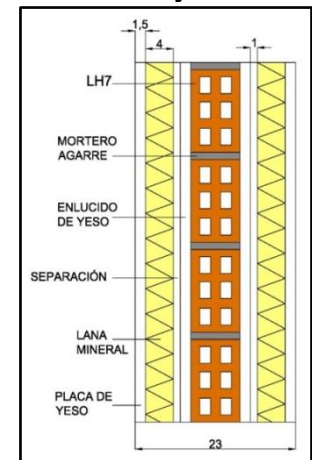 1,5
4
1
LH7
MORTERO
AGARRE
ENLUCIDO
DE YESO
SEPARACIÓN
LANA
MINERAL
PLACA DE
YESO
23